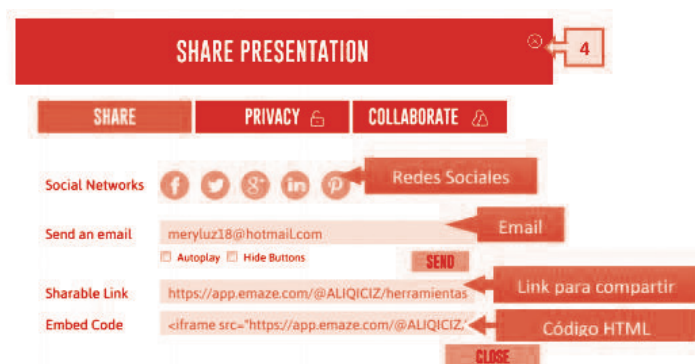 SHARE PRESENTATION
4
SHARE PRIVACY COLLABORATE
Social Networks
Redes Sociales
Send an email meryluz18@hotmail.com
Email
Autoplay Hide Buttons SEND
Sharable Link https://app.emaze.com/@ALIQICIZ/herramientas
Link para compartir
Embed Code <iframe src="https://app.emaze.com/@ALIQICIZ,
Código HTML
CLOSE